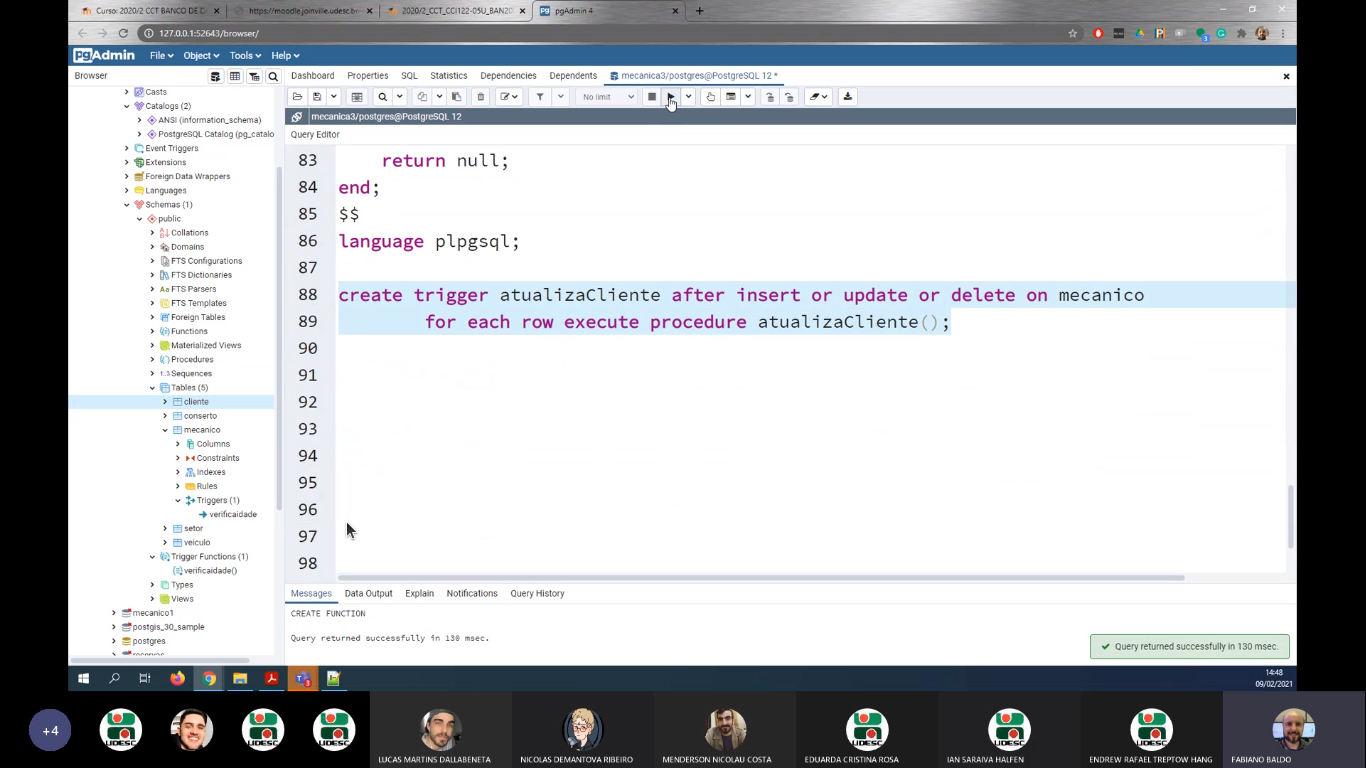 Curso: 2020/2 CCT BANCO DE D
https://moodle.joinville.udesc.b
2020/2_CCT_CCI122-05U_BAN20
pgAdmin 4
127.0.0.1:52643/browser/
pgAdmin
File
Object
Tools
Help
Browser
Dashboard
Properties
SQL
Statistics
Dependencies
Dependents
mecanica3/postgres@PostgreSQL 12 *
No limit
mecanica3/postgres@PostgreSQL 12
Query Editor
Casts
Catalogs (2)
ANSI (information_schema)
PostgreSQL Catalog (pg_catalo
Event Triggers
Extensions
Foreign Data Wrappers
Languages
Schemas (1)
public
Collations
Domains
FTS Configurations
FTS Dictionaries
FTS Parsers
FTS Templates
Foreign Tables
Functions
Materialized Views
Procedures
1..3 Sequences
Tables (5)
cliente
conserto
mecanico
Columns
Constraints
Indexes
Rules
Triggers (1)
verificaidade
setor
veiculo
Trigger Functions (1)
verificaidade()
Types
Views
mecanico1
postgis_30_sample
postgres
83 return null;
84 end;
85 $$
86 language plpgsql;
87
88 create trigger atualizaCliente after insert or update or delete on mecanico
89 for each row execute procedure atualizaCliente();
90
91
92
93
94
95
96
97
98
Messages
Data Output
Explain
Notifications
Query History
CREATE FUNCTION
Query returned successfully in 130 msec.
Query returned successfully in 130 msec.
14:48
09/02/2021
+4
UDESC
UDESC
UDESC
UDESC
UDESC
UDESC
LUCAS MARTINS DALLABENETA
NICOLAS DEMANTOVA RIBEIRO
MENDERSON NICOLAU COSTA
EDUARDA CRISTINA ROSA
IAN SARAIVA HALFEN
ENDREW RAFAEL TREPTOW HANG
FABIANO BALDO